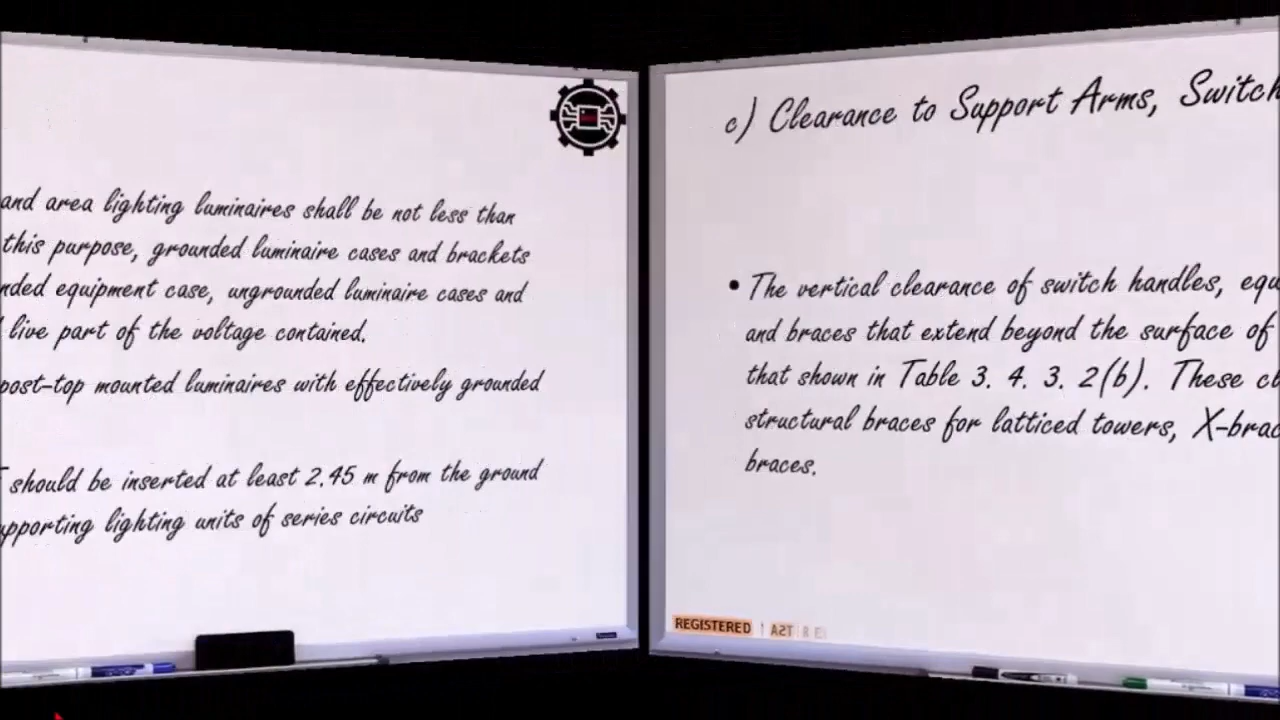 and area lighting luminaires shall be not less than
this purpose, grounded luminaire cases and brackets
equipment case, ungrounded luminaire cases and
live part of the voltage contained.
post-top mounted luminaires with effectively grounded
should be inserted at least 2.45 m from the ground
lighting units of series circuits
c) Clearance to Support Arms, Switch
• The vertical clearance of switch handles,
and braces that extend beyond the surface of
that shown in Table 3. 4. 3. 2(b). These
structural braces for latticed towers,
braces.
REGISTERED